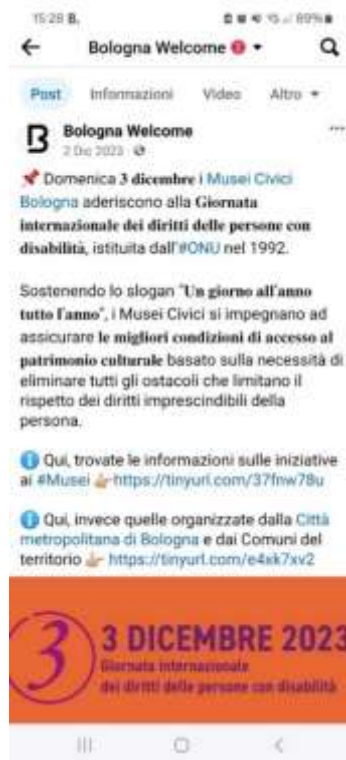 15:28 B.
89%
Bologna Welcome
Post Informazioni Video Altro
Bologna Welcome
2 Dic 2023
📌 Domenica 3 dicembre i Musei Civici
Bologna aderiscono alla Giornata
internazionale dei diritti delle persone con
disabilità, istituita dall'#ONU nel 1992.
Sostenendo lo slogan "Un giorno all'anno
tutto l'anno", i Musei Civici si impegnano ad
assicurare le migliori condizioni di accesso al
patrimonio culturale basato sulla necessità di
eliminare tutti gli ostacoli che limitano il
rispetto dei diritti imprescindibili della
persona.
ℹ️ Qui, trovate le informazioni sulle iniziative
ai #Musei 👉🏼https://tinyurl.com/37fnw78u
ℹ️ Qui, invece quelle organizzate dalla Città
metropolitana di Bologna e dai Comuni del
territorio 👉🏼 https://tinyurl.com/e4xk7xv2
3 3 DICEMBRE 2023
Giornata internazionale
dei diritti delle persone con disabilità